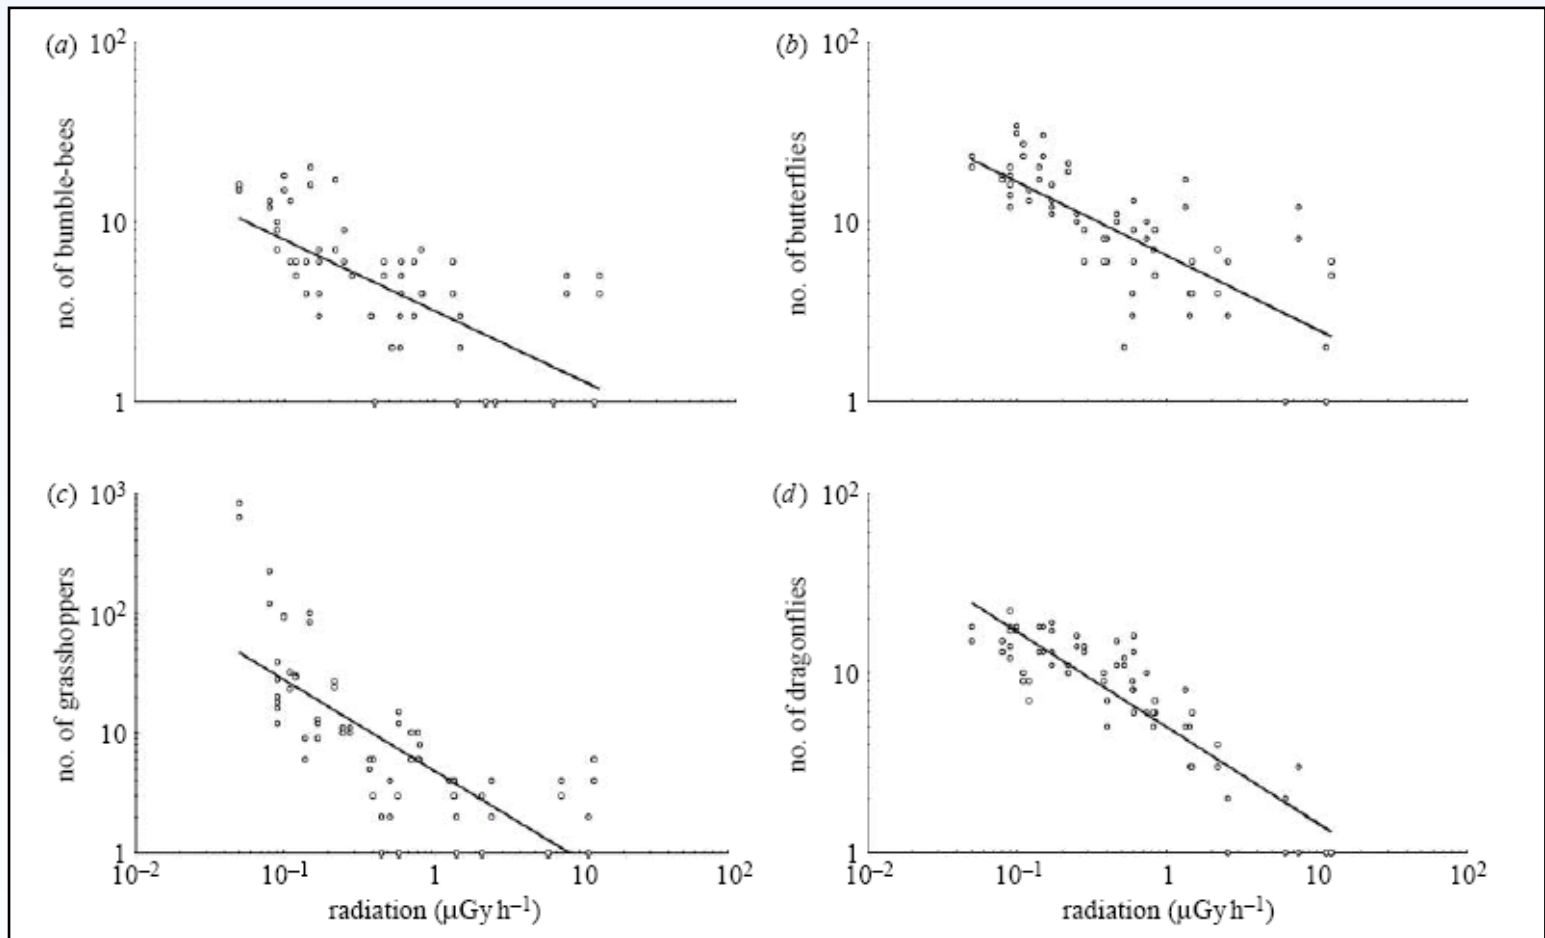 (a) 10²
10
1
no. of bumble-bees
(b) 10²
10
1
no. of butterflies
(c) 10³
10²
10
1
no. of grasshoppers
10⁻² 10⁻¹ 1 10 10²
radiation (μGy h⁻¹)
(d) 10²
10
1
no. of dragonflies
10⁻² 10⁻¹ 1 10 10²
radiation (μGy h⁻¹)